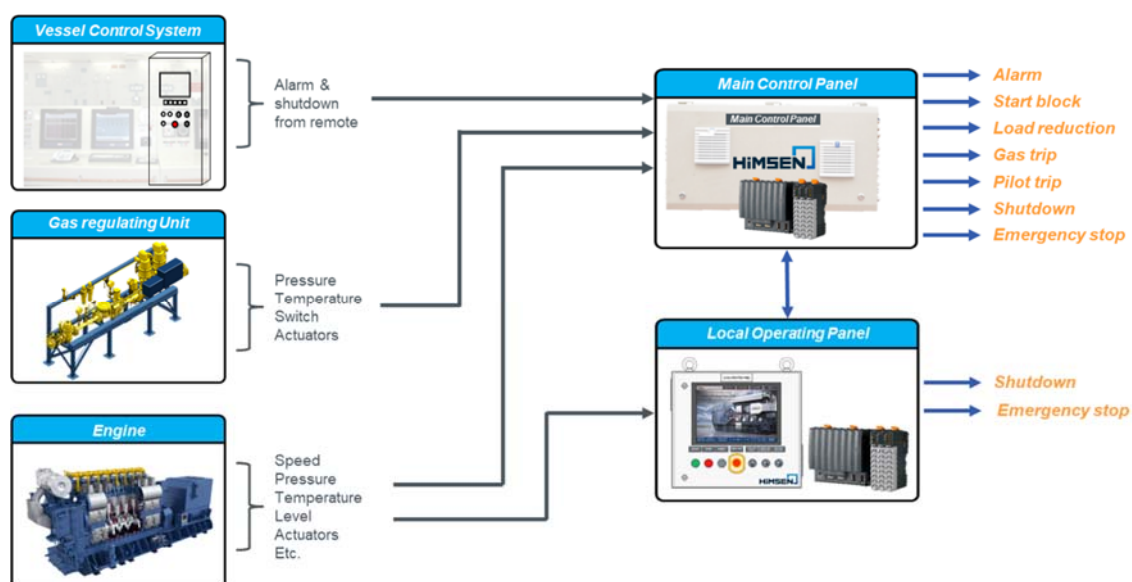 Vessel Control System
Alarm &
shutdown
from remote
Gas regulating Unit
Pressure
Temperature
Switch
Actuators
Engine
Speed
Pressure
Temperature
Level
Actuators
Etc.
Main Control Panel
Main Control Panel
HiMSEN
Alarm
Start block
Load reduction
Gas trip
Pilot trip
Shutdown
Emergency stop
Local Operating Panel
HiMSEN
Shutdown
Emergency stop